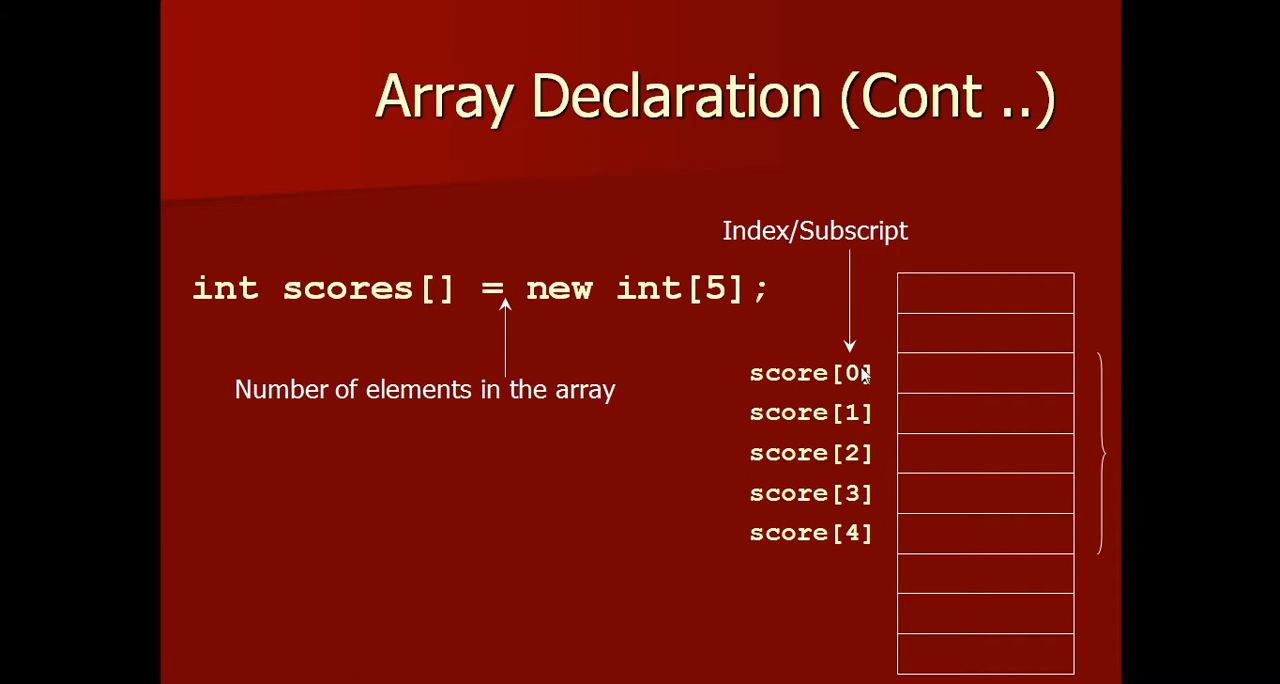 Array Declaration (Cont ..)
Index/Subscript
int scores[] = new int[5];
Number of elements in the array
score[0]
score[1]
score[2]
score[3]
score[4]